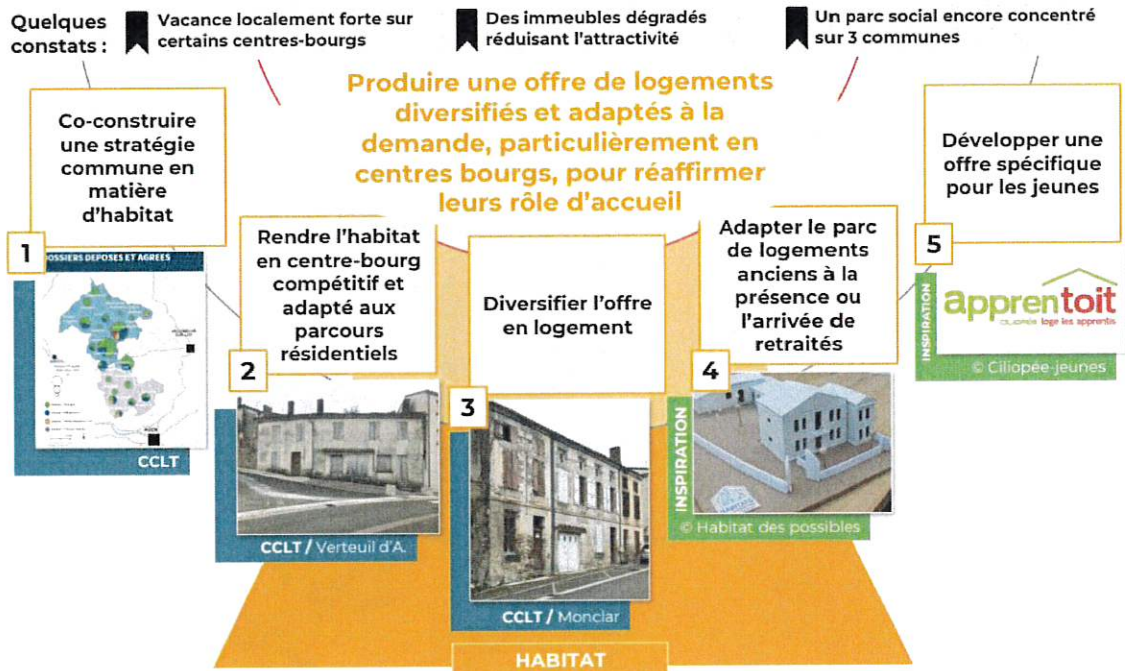 Quelques
constats :
Vacance localement forte sur
certains centres-bourgs
Des immeubles dégradés
réduisant l'attractivité
Un parc social encore concentré
sur 3 communes
Produire une offre de logements
diversifiés et adaptés à la
demande, particulièrement en
centres bourgs, pour réaffirmer
leurs rôle d'accueil
Co-construire
une stratégie
commune en
matière
d'habitat
1
DOSSIERS DEPOSES ET AGREES
CCLT
Rendre l'habitat
en centre-bourg
compétitif et
adapté aux
parcours
résidentiels
2
CCLT / Verteuil d'A.
Diversifier l'offre
en logement
3
CCLT / Monclar
Adapter le parc
de logements
anciens à la
présence ou
l'arrivée de
retraités
4
INSPIRATION
© Habitat des possibles
Développer une
offre spécifique
pour les jeunes
5
INSPIRATION
apprentoit
CILIOPÉE loge les apprentis
© Ciliopée-jeunes
HABITAT